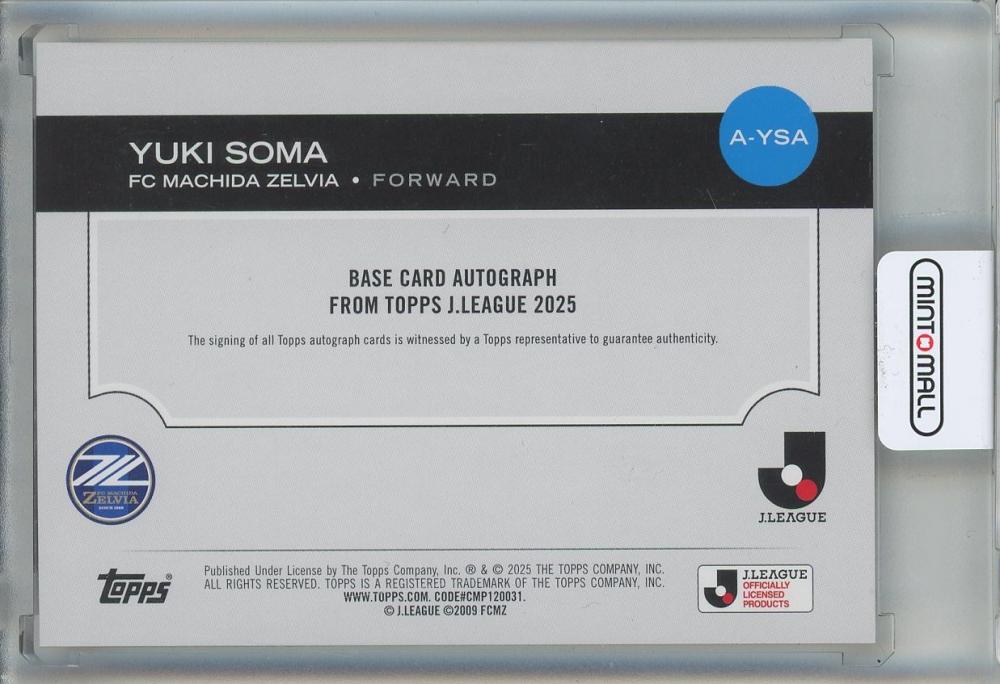 YUKI SOMA
FC MACHIDA ZELVIA • FORWARD
A-YSA
BASE CARD AUTOGRAPH
FROM TOPPS J.LEAGUE 2025
The signing of all Topps autograph cards is witnessed by a Topps representative to guarantee authenticity.
MINTOMALL
FC MACHIDA
ZELVIA
SINCE 1989
J.LEAGUE
topps®
Published Under License by The Topps Company, Inc. ® & © 2025 THE TOPPS COMPANY, INC.
ALL RIGHTS RESERVED. TOPPS IS A REGISTERED TRADEMARK OF THE TOPPS COMPANY, INC.
WWW.TOPPS.COM. CODE#CMP120031.
© J.LEAGUE ©2009 FCMZ
J.LEAGUE
OFFICIALLY
LICENSED
PRODUCTS